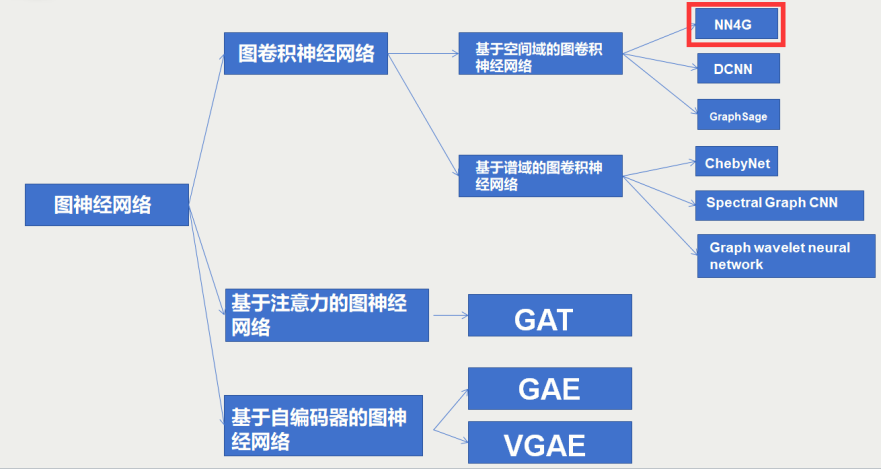 图神经网络
图卷积神经网络
基于空间域的图卷积
神经网络
NN4G
DCNN
GraphSage
基于谱域的图卷积神
经网络
ChebyNet
Spectral Graph CNN
Graph wavelet neural
network
基于注意力的图神经
网络
GAT
基于自编码器的图神
经网络
GAE
VGAE